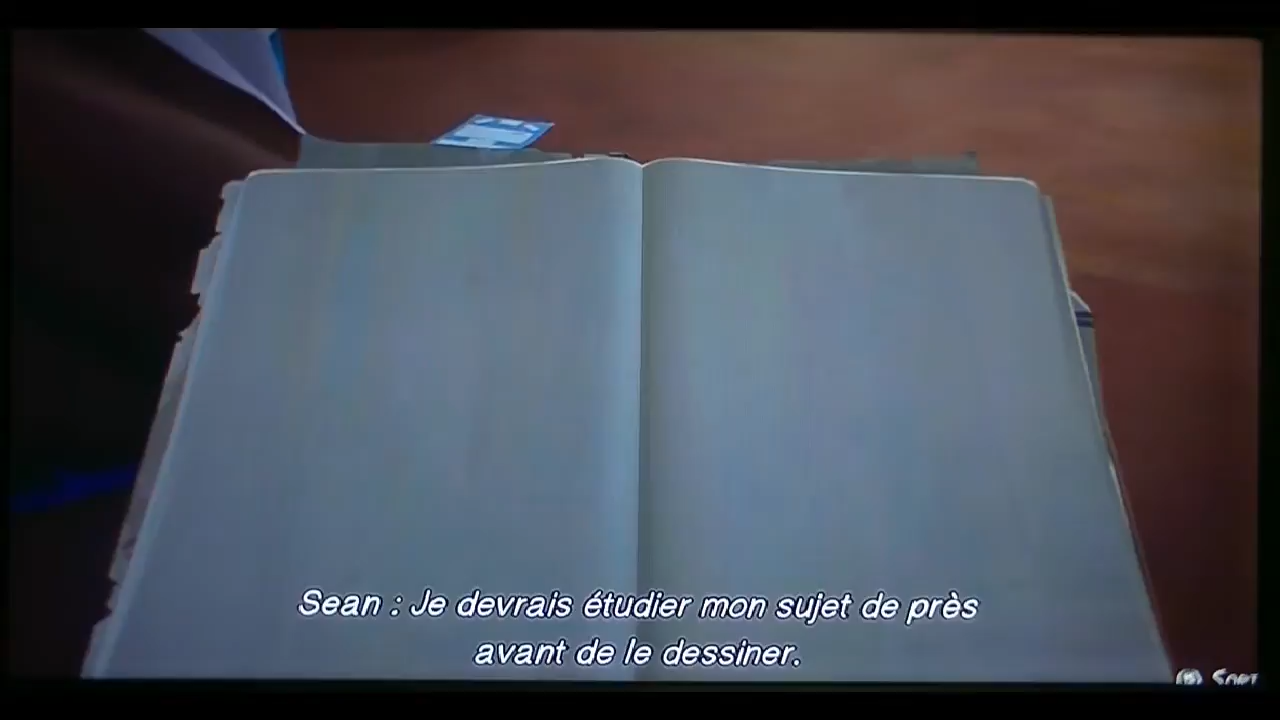 Sean : Je devrais étudier mon sujet de près
avant de le dessiner.